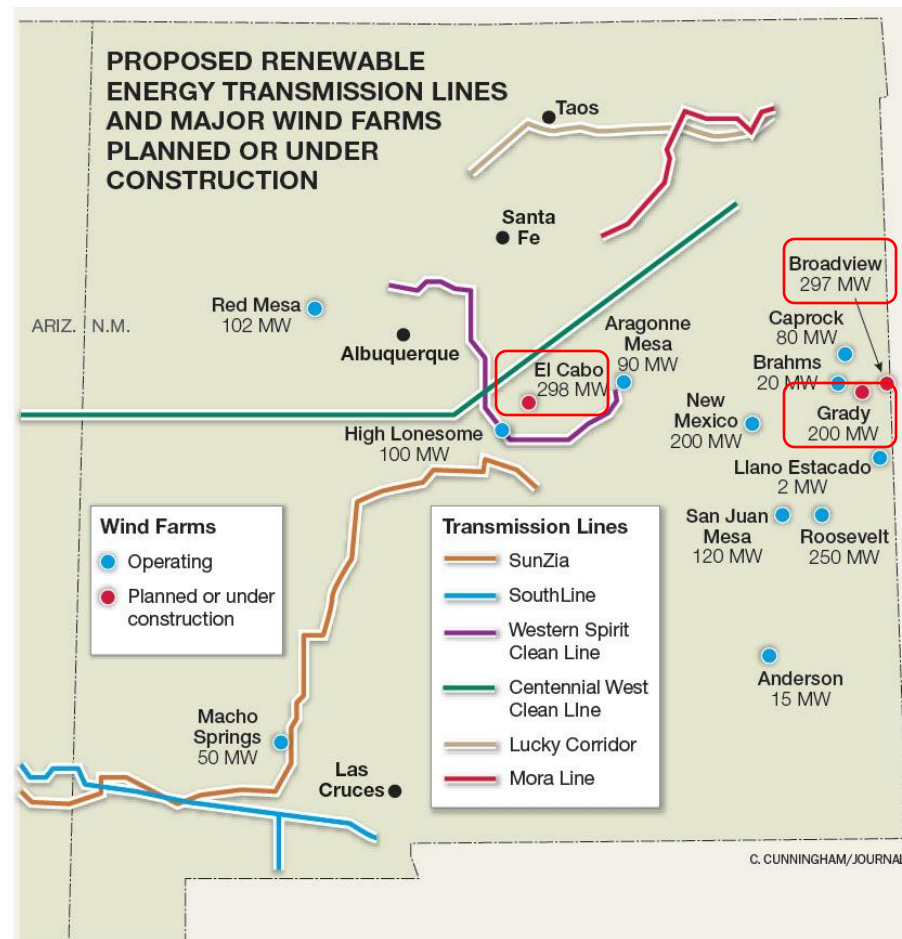 PROPOSED RENEWABLE
ENERGY TRANSMISSION LINES
AND MAJOR WIND FARMS
PLANNED OR UNDER
CONSTRUCTION
Taos
Santa
Fe
Broadview
297 MW
Red Mesa
102 MW
ARIZ.
N.M.
Albuquerque
Aragonne
Mesa
90 MW
Caprock
80 MW
El Cabo
298 MW
Brahms
20 MW
New
Mexico
200 MW
Grady
200 MW
High Lonesome
100 MW
Llano Estacado
2 MW
San Juan
Mesa
120 MW
Roosevelt
250 MW
Wind Farms
Operating
Planned or under
construction
Transmission Lines
SunZia
SouthLine
Western Spirit
Clean Line
Centennial West
Clean LIne
Lucky Corridor
Mora Line
Anderson
15 MW
Macho
Springs
50 MW
Las
Cruces
C. CUNNINGHAM/JOURNAL